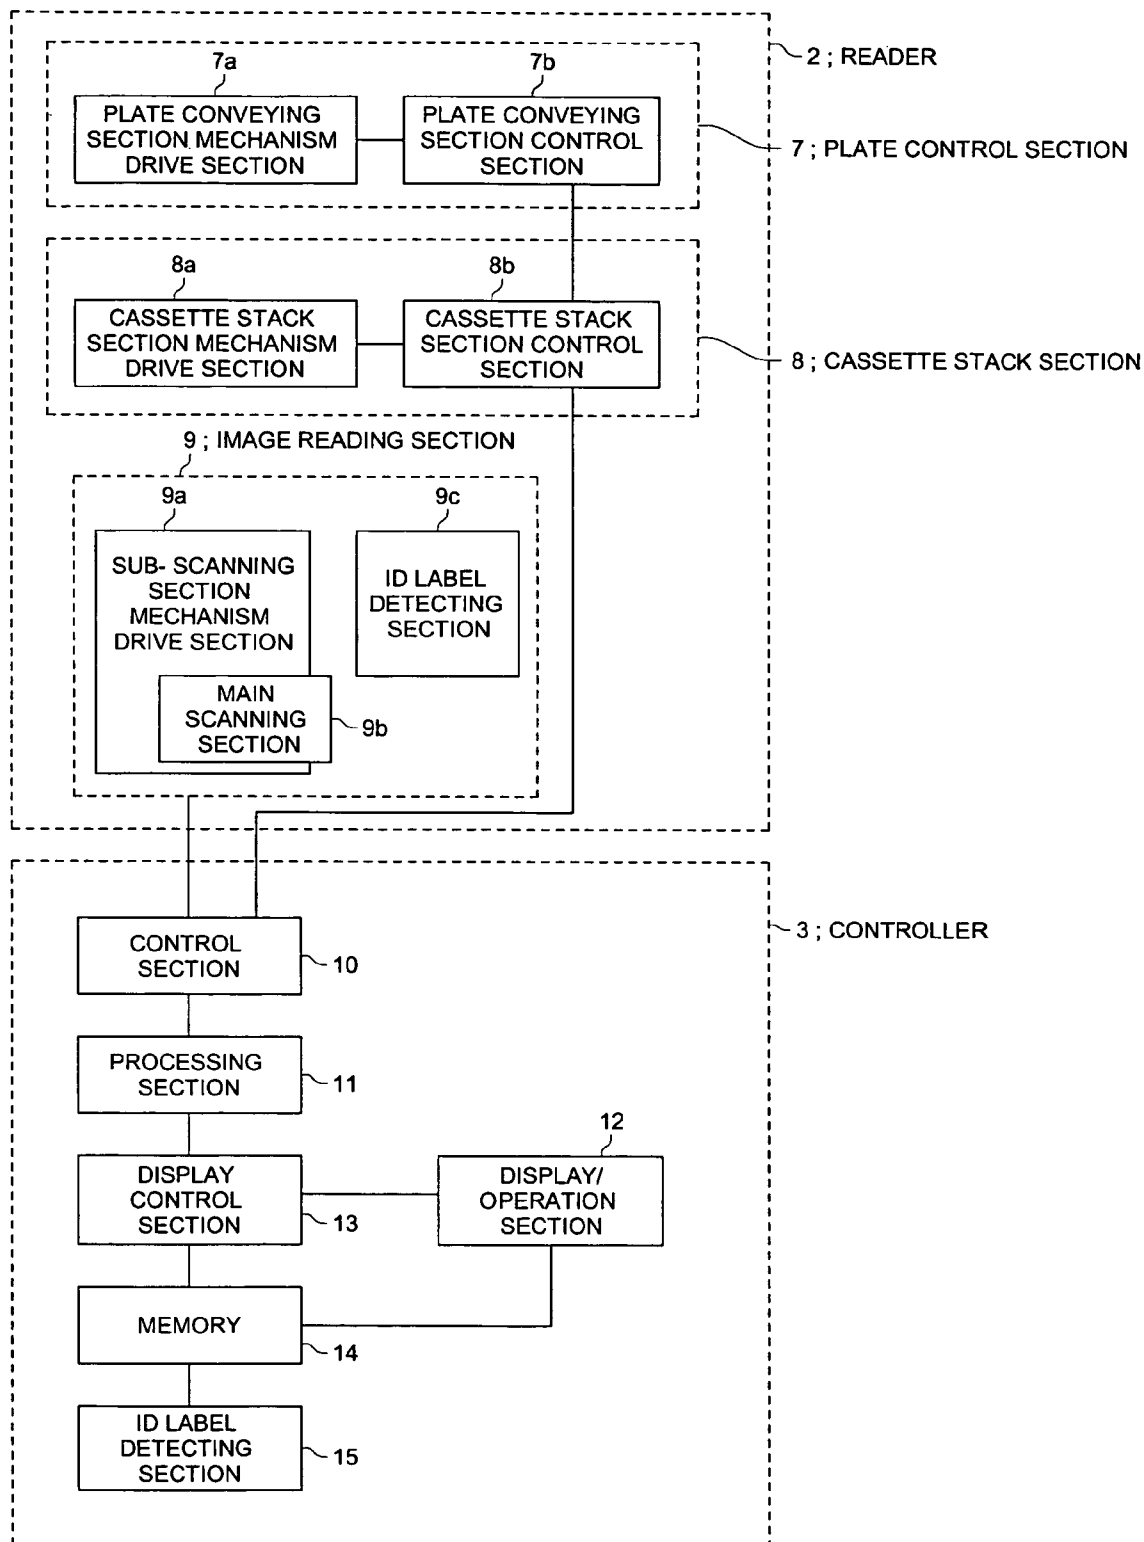 2 ; READER
7a
7b
PLATE CONVEYING
SECTION MECHANISM
DRIVE SECTION
PLATE CONVEYING
SECTION CONTROL
SECTION
7 ; PLATE CONTROL SECTION
8a
8b
CASSETTE STACK
SECTION MECHANISM
DRIVE SECTION
CASSETTE STACK
SECTION CONTROL
SECTION
8 ; CASSETTE STACK SECTION
9 ; IMAGE READING SECTION
9a
9c
SUB- SCANNING
SECTION
MECHANISM
DRIVE SECTION
ID LABEL
DETECTING
SECTION
MAIN
SCANNING
SECTION
9b
3 ; CONTROLLER
CONTROL
SECTION
10
PROCESSING
SECTION
11
12
DISPLAY
CONTROL
SECTION
13
DISPLAY/
OPERATION
SECTION
MEMORY
14
ID LABEL
DETECTING
SECTION
15